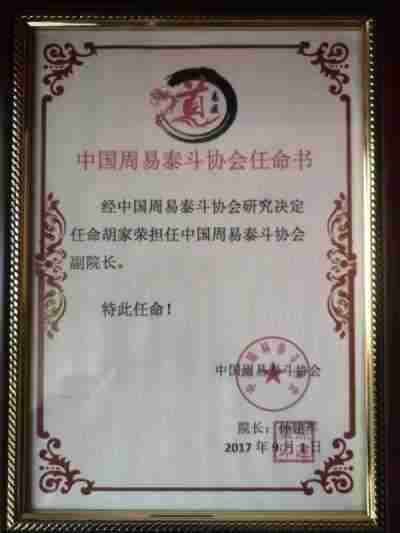 道
中国周易泰斗协会任命书
经中国周易泰斗协会研究决定
任命胡家荣担任中国周易泰斗协会
副院长。
特此任命！
中国周易泰斗协会
院长：
2017年9月1日